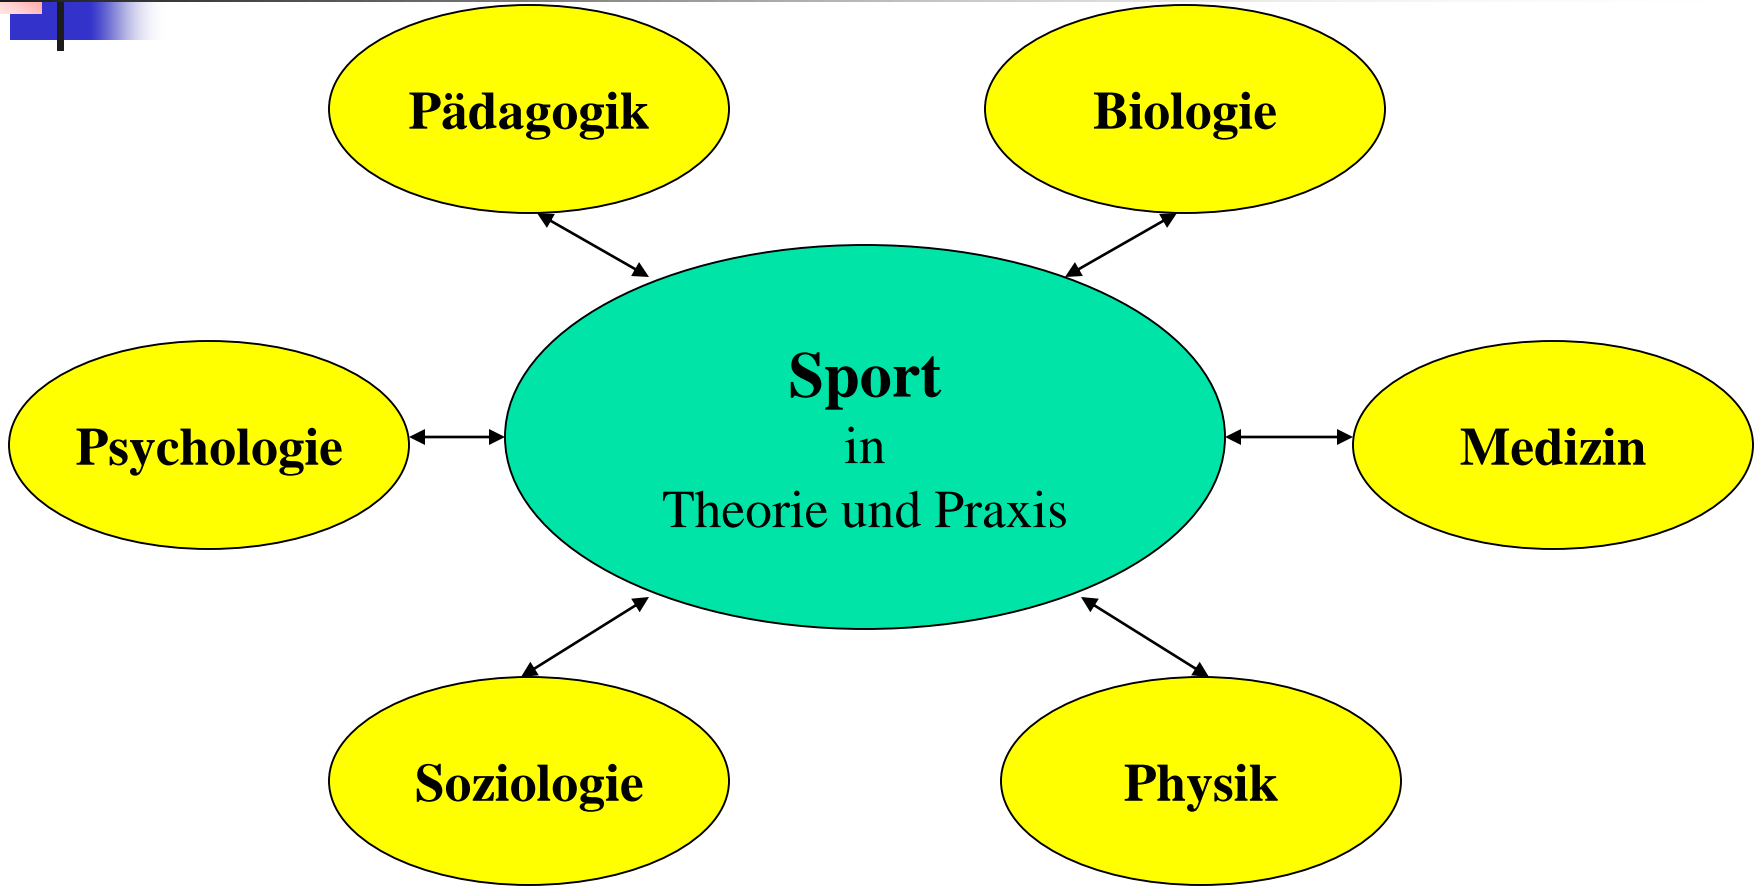 Pädagogik
Biologie
Sport
in
Theorie und Praxis
Psychologie
Medizin
Soziologie
Physik